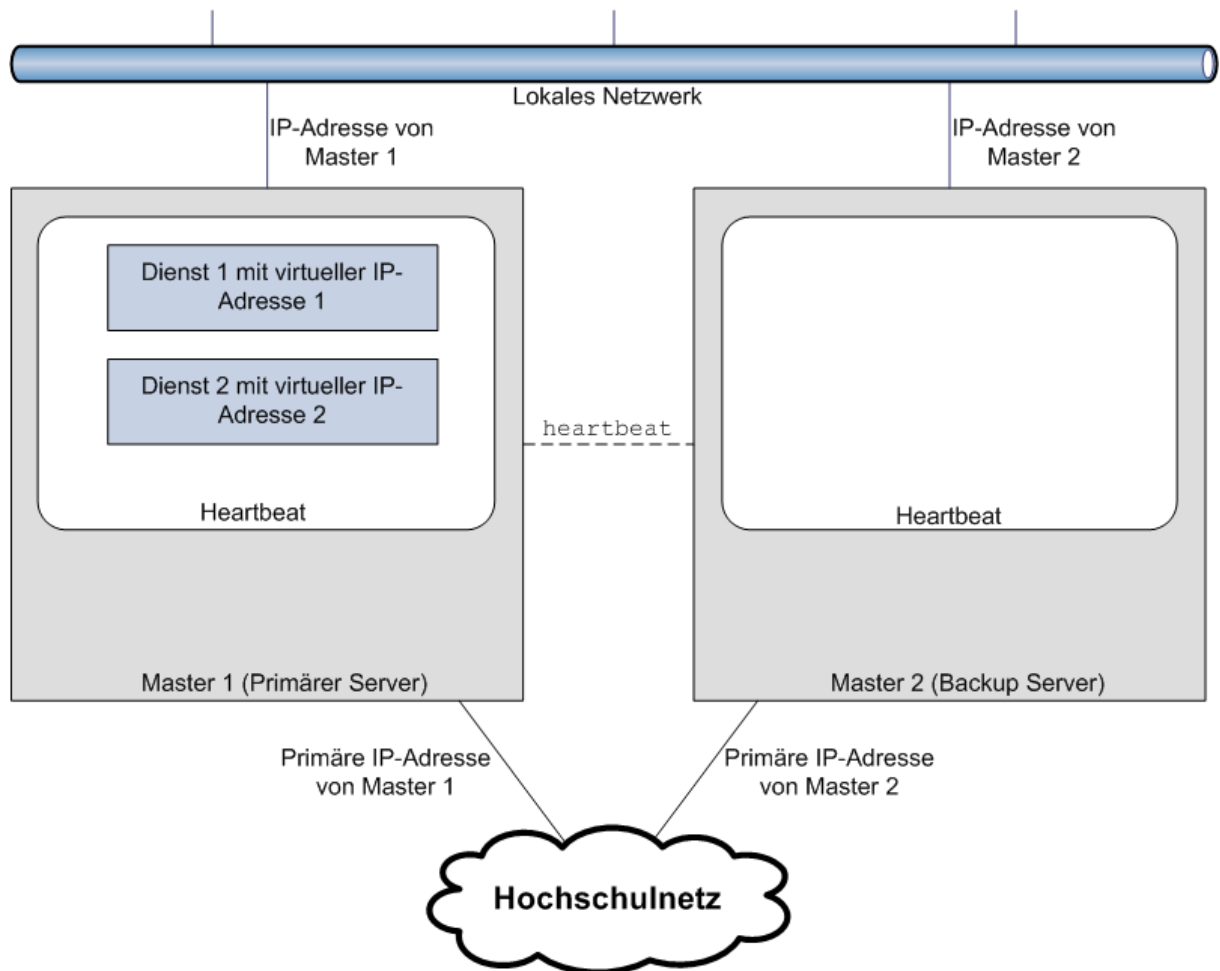 Lokales Netzwerk
IP-Adresse von
Master 1
IP-Adresse von
Master 2
Dienst 1 mit virtueller IP-
Adresse 1
Dienst 2 mit virtueller IP-
Adresse 2
heartbeat
Heartbeat
Heartbeat
Master 1 (Primärer Server)
Master 2 (Backup Server)
Primäre IP-Adresse
von Master 1
Primäre IP-Adresse
von Master 2
Hochschulnetz